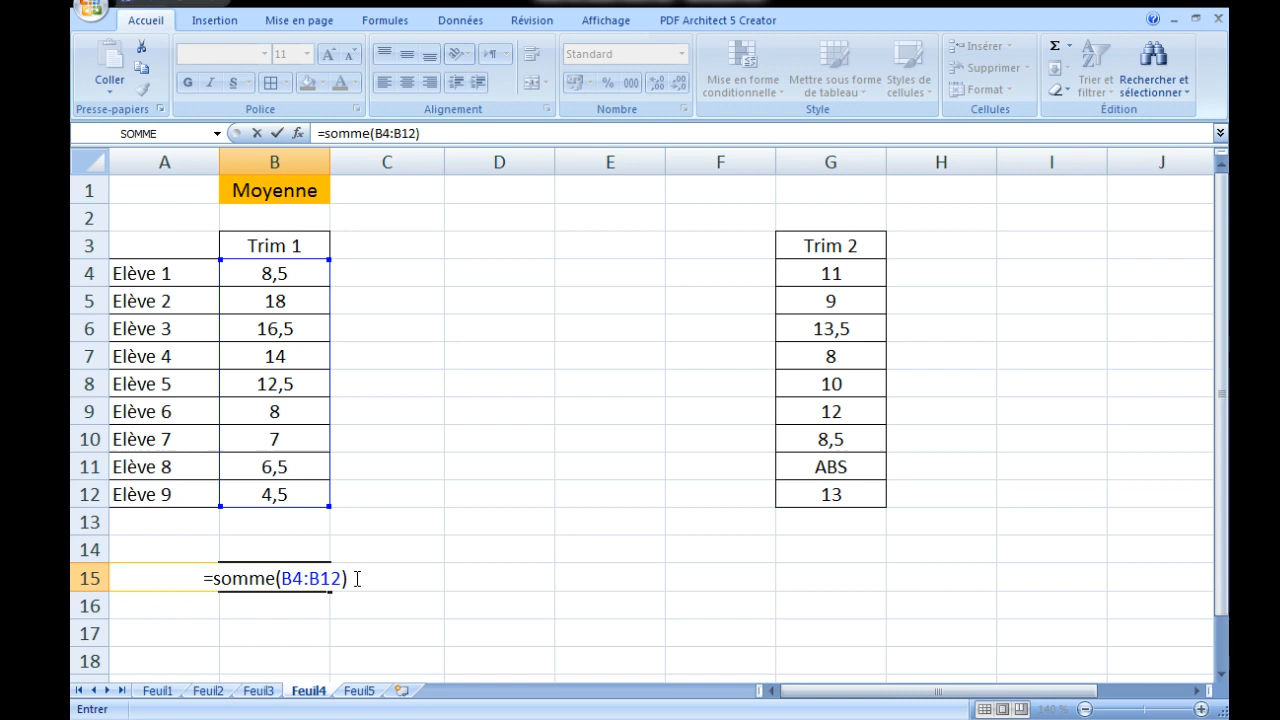 Accueil Insertion Mise en page Formules Données Révision Affichage PDF Architect 5 Creator
11 Standard Σ Insérer
Coller Mise en forme Mettre sous forme Styles de Supprimer Trier et Rechercher et
G I S A % 000 conditionnelle de tableau cellules Format filtrer sélectionner
Presse-papiers Police Alignement Nombre Style Cellules Édition
SOMME fx =somme(B4:B12)
A B C D E F G H I J
1 Moyenne
2
3 Trim 1 Trim 2
4 Elève 1 8,5 11
5 Elève 2 18 9
6 Elève 3 16,5 13,5
7 Elève 4 14 8
8 Elève 5 12,5 10
9 Elève 6 8 12
10 Elève 7 7 8,5
11 Elève 8 6,5 ABS
12 Elève 9 4,5 13
13
14
15 =somme(B4:B12)
16
17
18
Feuil1 Feuil2 Feuil3 Feuil4 Feuil5
Entrer 140 %